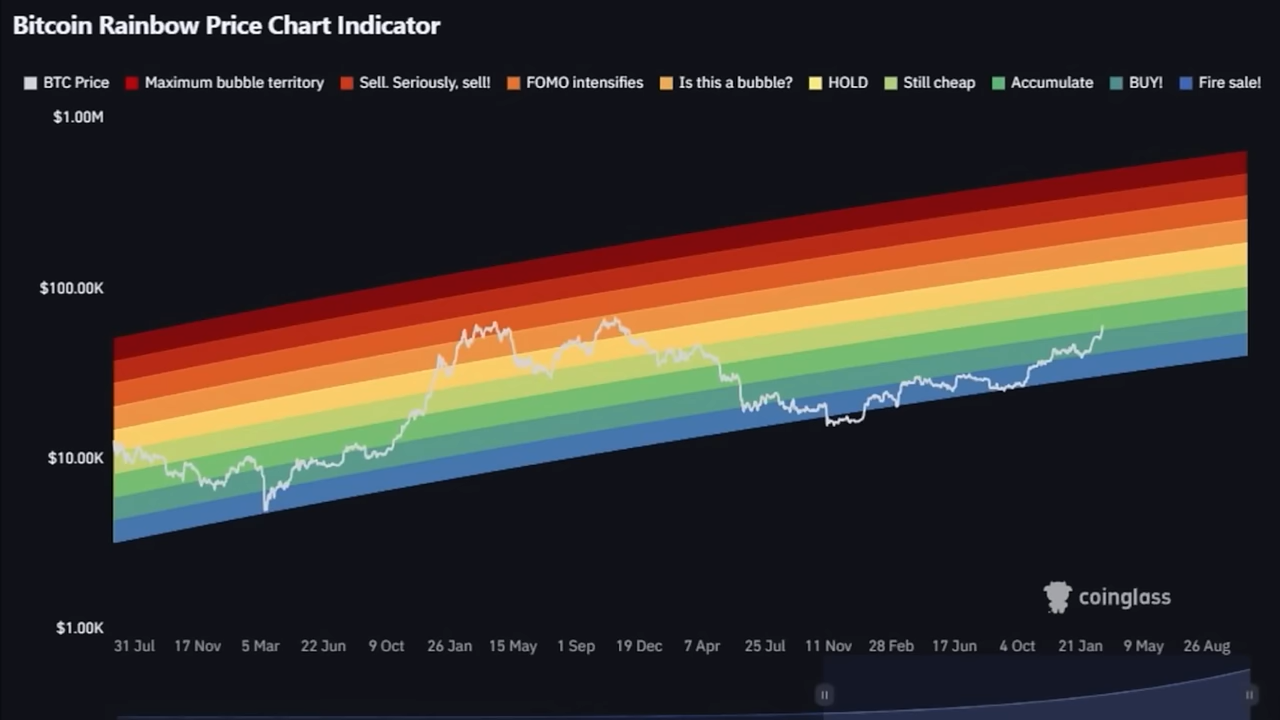 Bitcoin Rainbow Price Chart Indicator
BTC Price Maximum bubble territory Sell. Seriously, sell! FOMO intensifies Is this a bubble? HOLD Still cheap Accumulate BUY! Fire sale!
$1.00M
$100.00K
$10.00K
$1.00K
coinglass
31 Jul 17 Nov 5 Mar 22 Jun 9 Oct 26 Jan 15 May 1 Sep 19 Dec 7 Apr 25 Jul 11 Nov 28 Feb 17 Jun 4 Oct 21 Jan 9 May 26 Aug